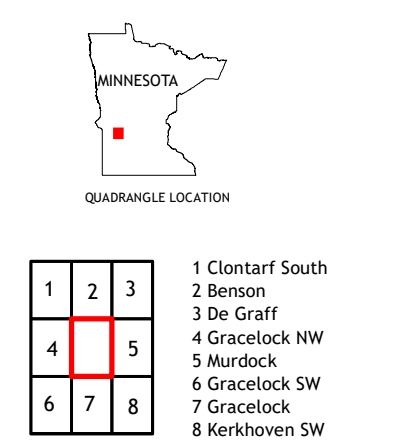 MINNESOTA
QUADRANGLE LOCATION
1 2 3
4 5
6 7 8
1 Clontarf South
2 Benson
3 De Graff
4 Gracelock NW
5 Murdock
6 Gracelock SW
7 Gracelock
8 Kerkhoven SW